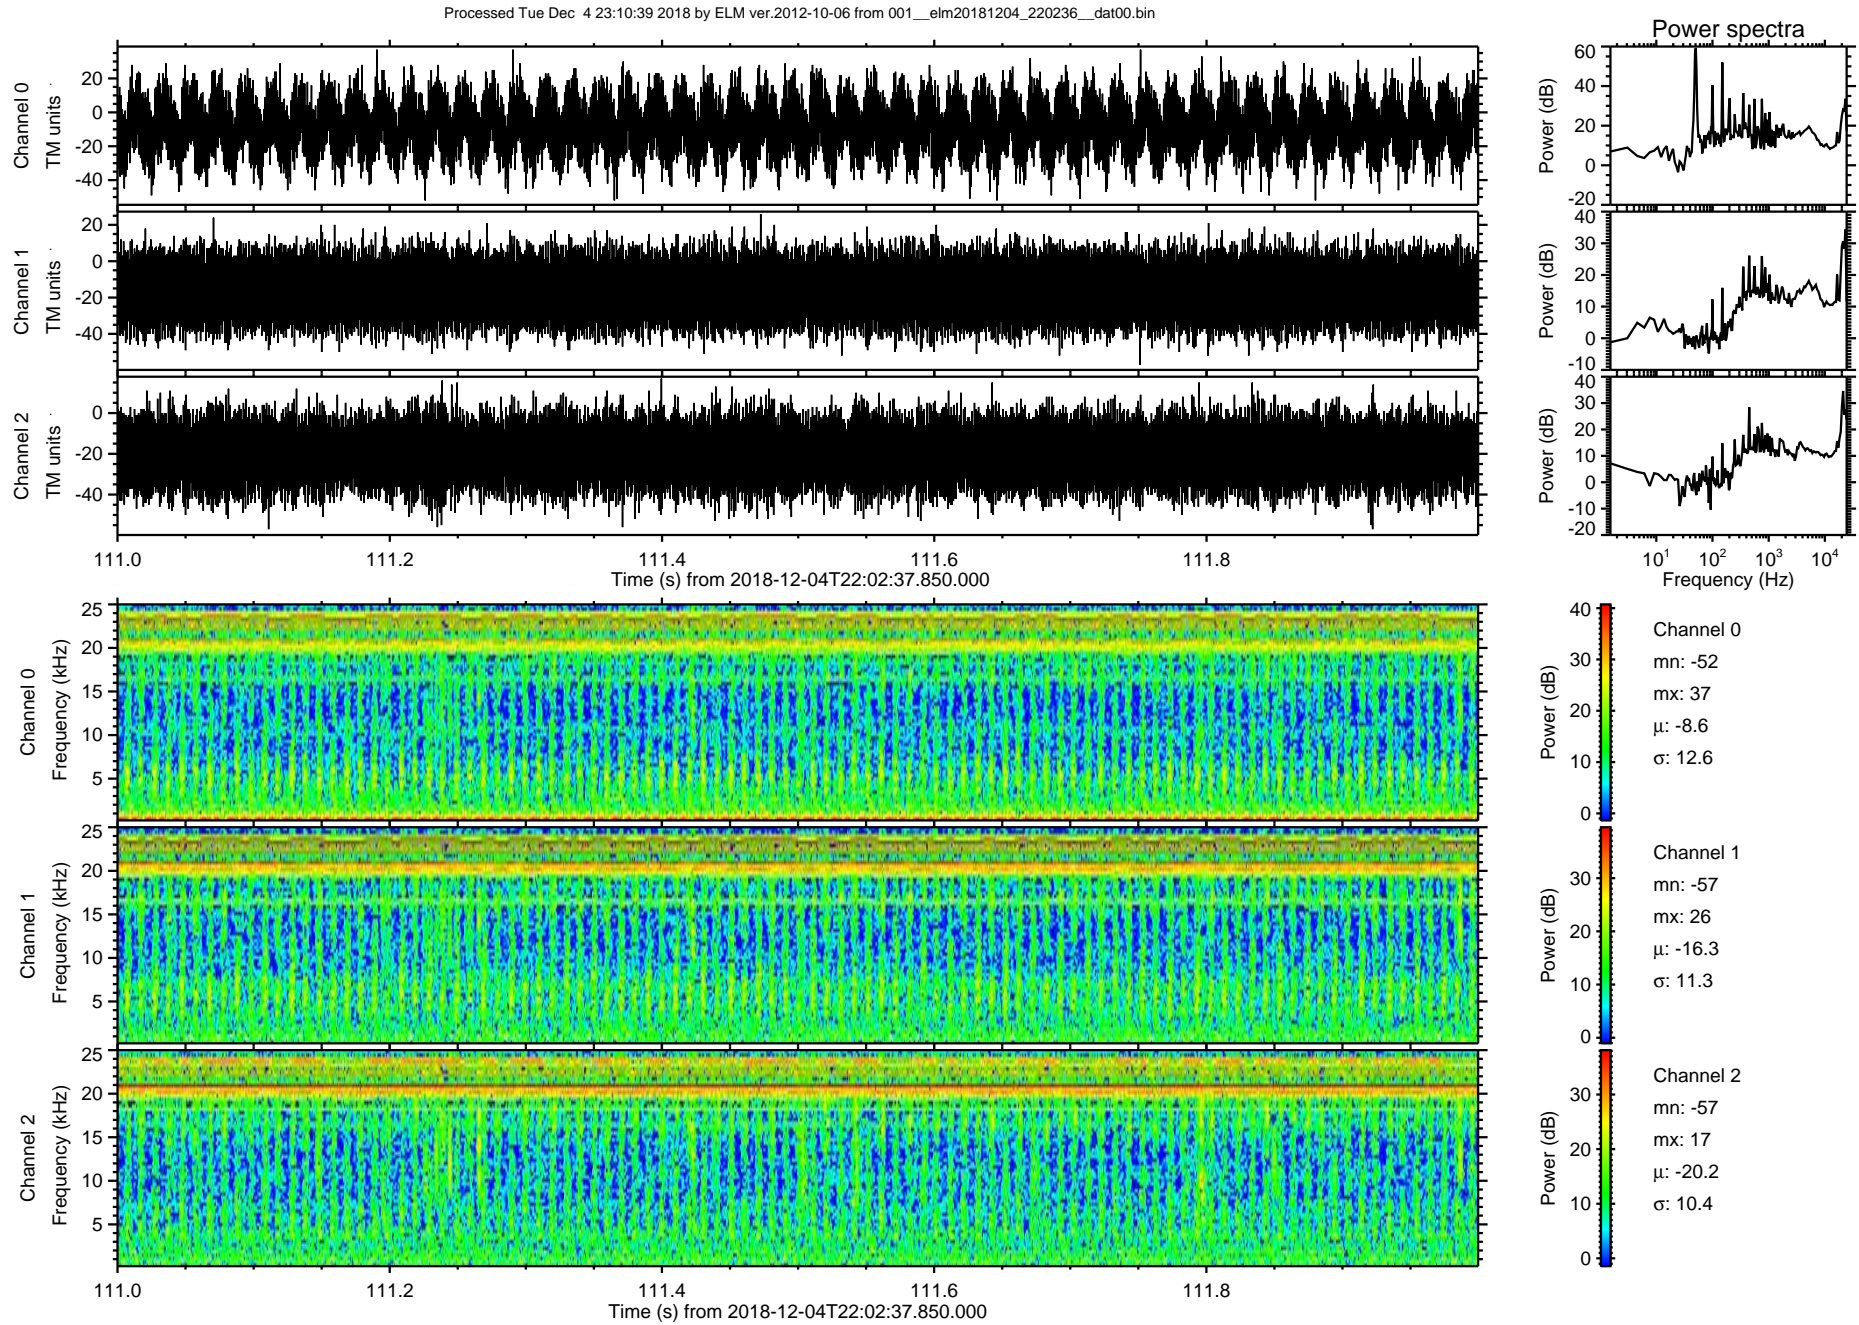 Processed Tue Dec  4 23:10:39 2018 by ELM ver.2012-10-06 from 001__elm20181204_220236__dat00.bin
Power spectra
Channel 0
TM units
20
0
-20
-40
Power (dB)
60
40
20
0
-20
Channel 1
TM units
20
0
-20
-40
Power (dB)
40
30
20
10
0
-10
Channel 2
TM units
0
-20
-40
Power (dB)
40
30
20
10
0
-10
-20
111.0 111.2 111.4 111.6 111.8
Time (s) from 2018-12-04T22:02:37.850.000
10^1 10^2 10^3 10^4
Frequency (Hz)
Channel 0
Frequency (kHz)
25
20
15
10
5
Power (dB)
40
30
20
10
0
Channel 0
mn: -52
mx: 37
μ: -8.6
σ: 12.6
Channel 1
Frequency (kHz)
25
20
15
10
5
Power (dB)
30
20
10
0
Channel 1
mn: -57
mx: 26
μ: -16.3
σ: 11.3
Channel 2
Frequency (kHz)
25
20
15
10
5
Power (dB)
30
20
10
0
Channel 2
mn: -57
mx: 17
μ: -20.2
σ: 10.4
111.0 111.2 111.4 111.6 111.8
Time (s) from 2018-12-04T22:02:37.850.000